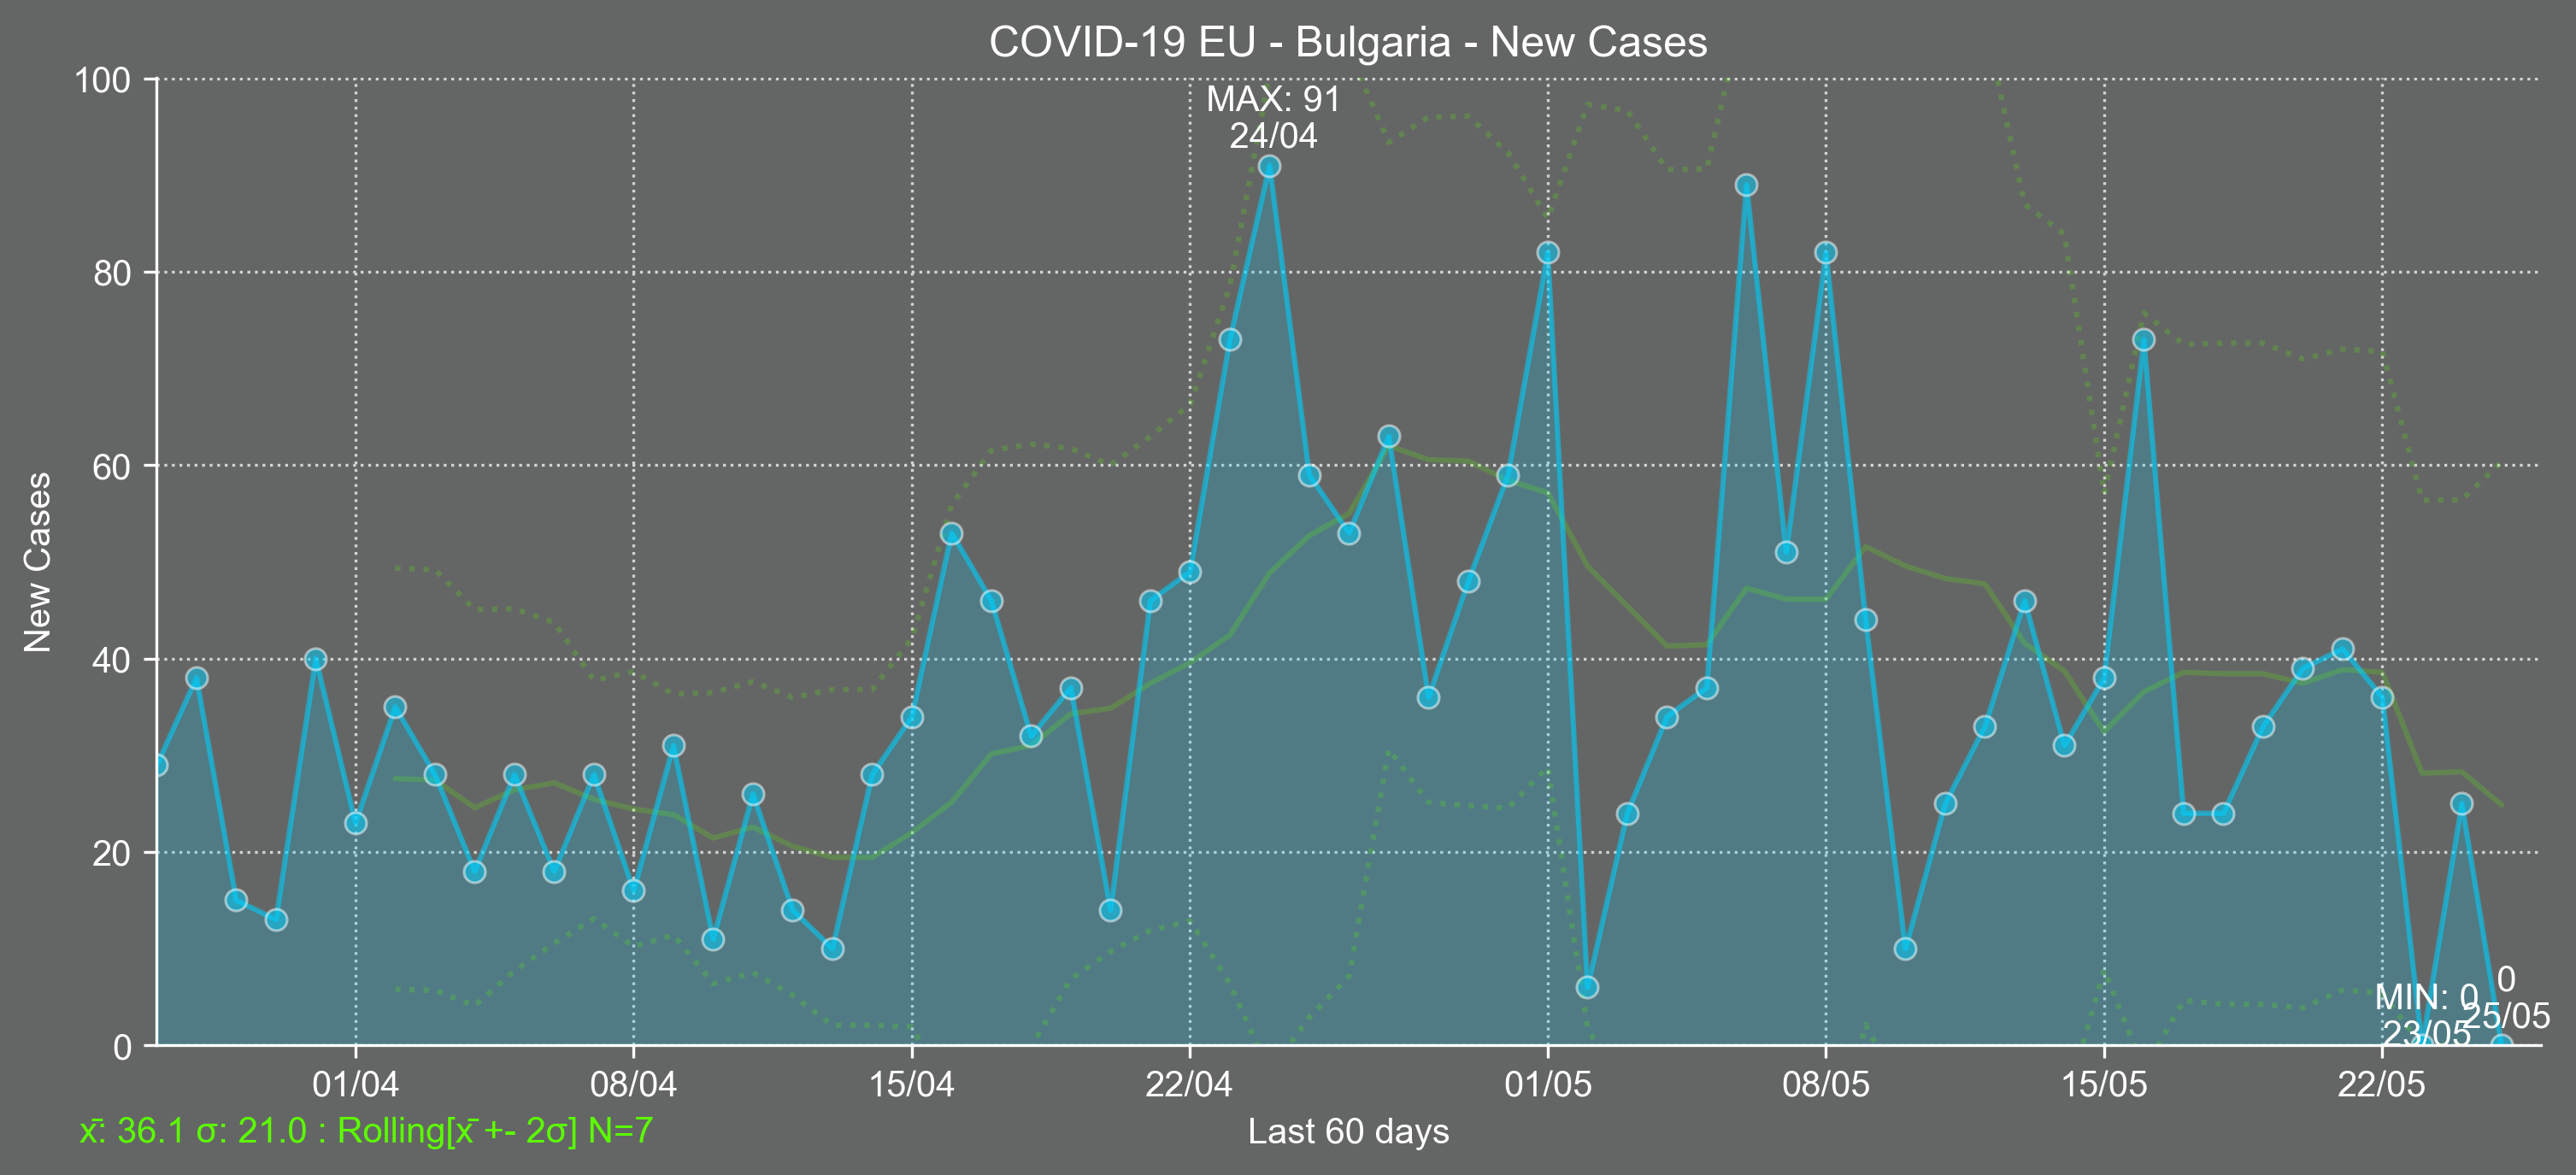 COVID-19 EU - Bulgaria - New Cases
100
80
60
40
20
0
New Cases
MAX: 91
24/04
MIN: 0
23/05
0
25/05
01/04 08/04 15/04 22/04 01/05 08/05 15/05 22/05
x̄: 36.1 σ: 21.0 : Rolling[x̄ +- 2σ] N=7
Last 60 days